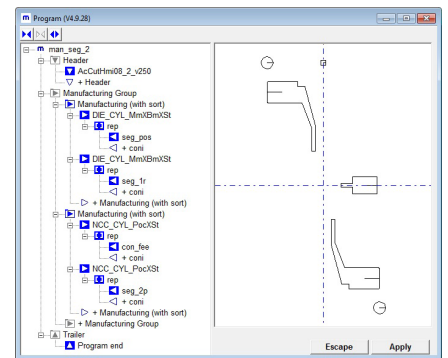 m Program (V4.9.28)
m man_seg_2
Header
AcCutHmi08_2_v250
+ Header
Manufacturing Group
Manufacturing (with sort)
DIE_CYL_MmXBmXSt
rep
seg_pos
+ coni
DIE_CYL_MmXBmXSt
rep
seg_1r
+ coni
+ Manufacturing (with sort)
Manufacturing (with sort)
NCC_CYL_PocXSt
rep
con_fee
+ coni
NCC_CYL_PocXSt
rep
seg_2p
+ coni
+ Manufacturing (with sort)
+ Manufacturing Group
Trailer
Program end
Escape Apply